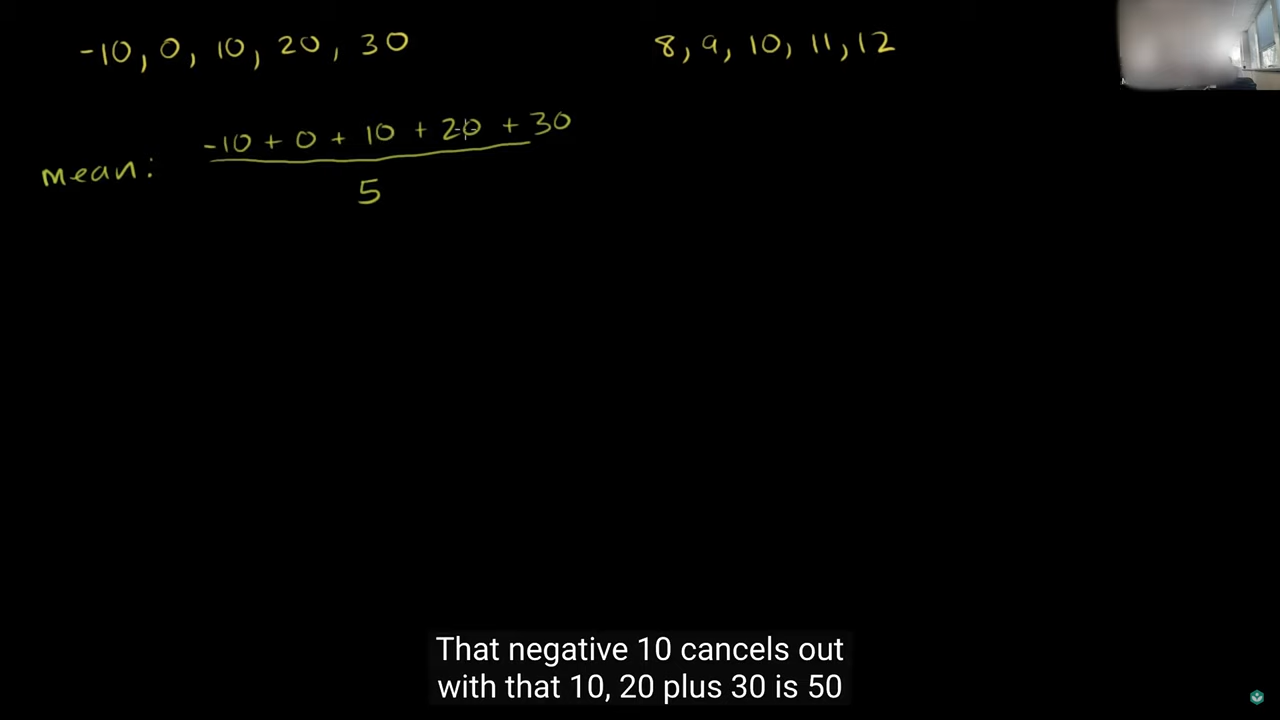 -10, 0, 10, 20, 30
8, 9, 10, 11, 12
-10 + 0 + 10 + 20 + 30
mean:
5
That negative 10 cancels out
with that 10, 20 plus 30 is 50